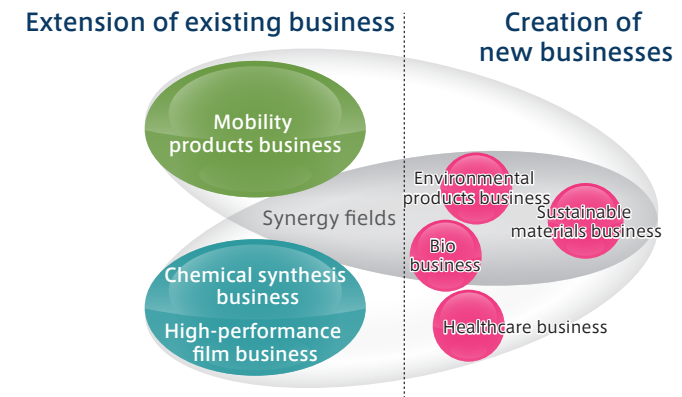 Extension of existing business
Creation of
new businesses
Mobility
products business
Environmental
products business
Synergy fields
Sustainable
materials business
Bio
business
Chemical synthesis
business
High-performance
film business
Healthcare business